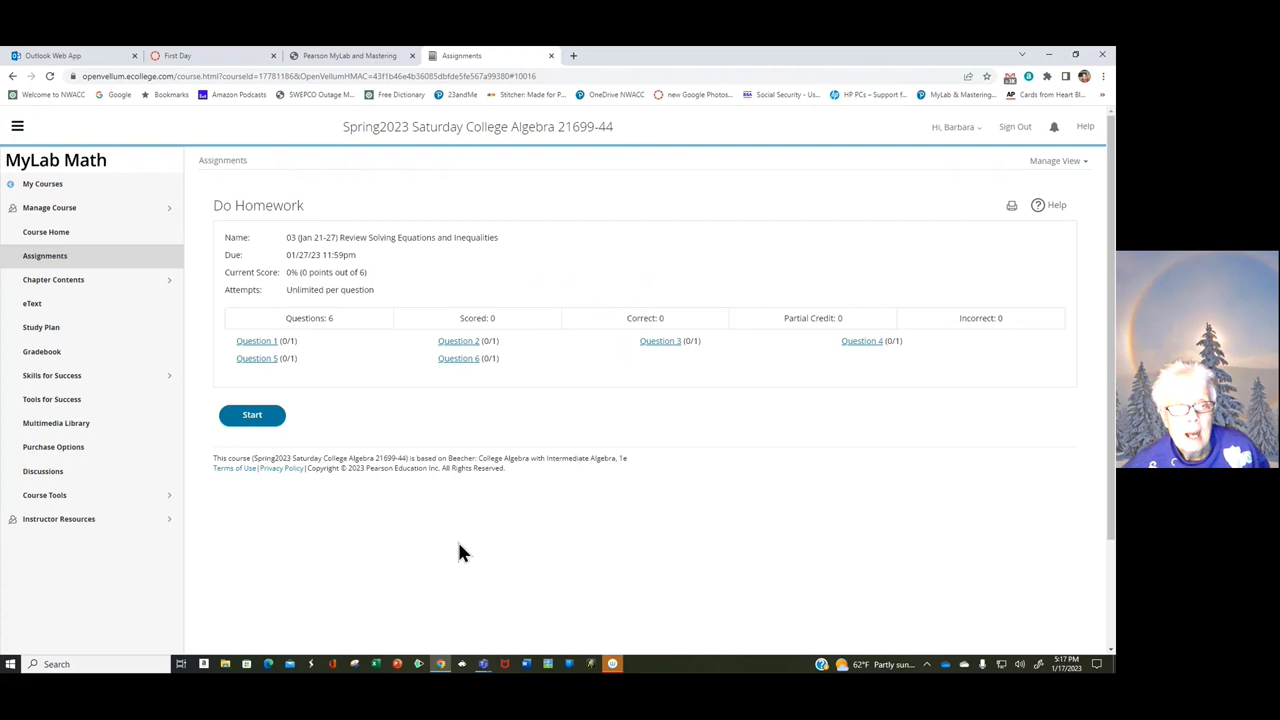 Outlook Web App
First Day
Pearson MyLab and Mastering
Assignments
openvellum.ecollege.com/course.html?courseId=17781186&OpenVellumHMAC=43f1b46e4b36085dbfde5fe567a99380#10016
Welcome to NWACC Google Bookmarks Amazon Podcasts SWEPCO Outage M... Free Dictionary 23andMe Stitcher: Made for P... OneDrive NWACC new Google Photos... Social Security - Us... HP PCs – Support f... MyLab & Mastering... AP Cards from Heart Bl...
Spring2023 Saturday College Algebra 21699-44
Hi, Barbara
Sign Out
Help
MyLab Math
Assignments
Manage View
My Courses
Manage Course
Course Home
Assignments
Chapter Contents
eText
Study Plan
Gradebook
Skills for Success
Tools for Success
Multimedia Library
Purchase Options
Discussions
Course Tools
Instructor Resources
Do Homework
Help
Name: 03 (Jan 21-27) Review Solving Equations and Inequalities
Due: 01/27/23 11:59pm
Current Score: 0% (0 points out of 6)
Attempts: Unlimited per question
Questions: 6 Scored: 0 Correct: 0 Partial Credit: 0 Incorrect: 0
Question 1 (0/1) Question 2 (0/1) Question 3 (0/1) Question 4 (0/1)
Question 5 (0/1) Question 6 (0/1)
Start
This course (Spring2023 Saturday College Algebra 21699-44) is based on Beecher: College Algebra with Intermediate Algebra, 1e
Terms of Use|Privacy Policy|Copyright © 2023 Pearson Education Inc. All Rights Reserved.
Search
62°F Partly sun...
5:17 PM
1/17/2023